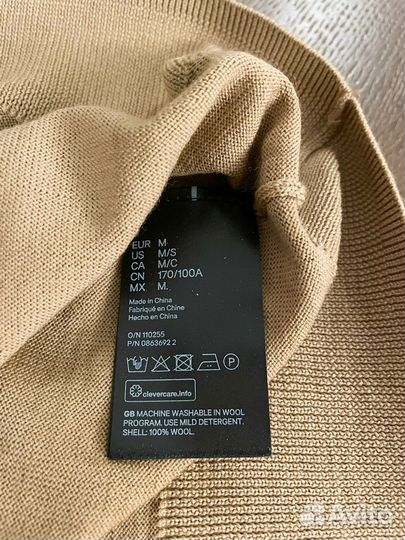 EUR M
US M/S
CA M/C
CN 170/100A
MX M.
Made in China
Fabriqué en Chine
Hecho en China
O/N 110255
P/N 0863692 2
P
clevercare.info
GB MACHINE WASHABLE IN WOOL
PROGRAM. USE MILD DETERGENT.
SHELL: 100% WOOL.
Avito